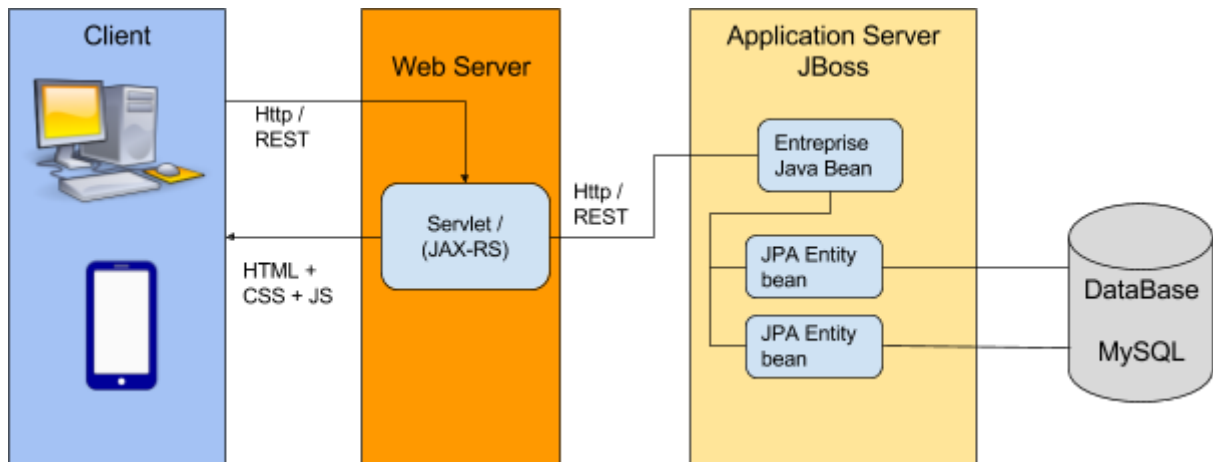 Client
Http /
REST
HTML +
CSS + JS
Web Server
Servlet /
(JAX-RS)
Http /
REST
Application Server
JBoss
Entreprise
Java Bean
JPA Entity
bean
JPA Entity
bean
DataBase
MySQL